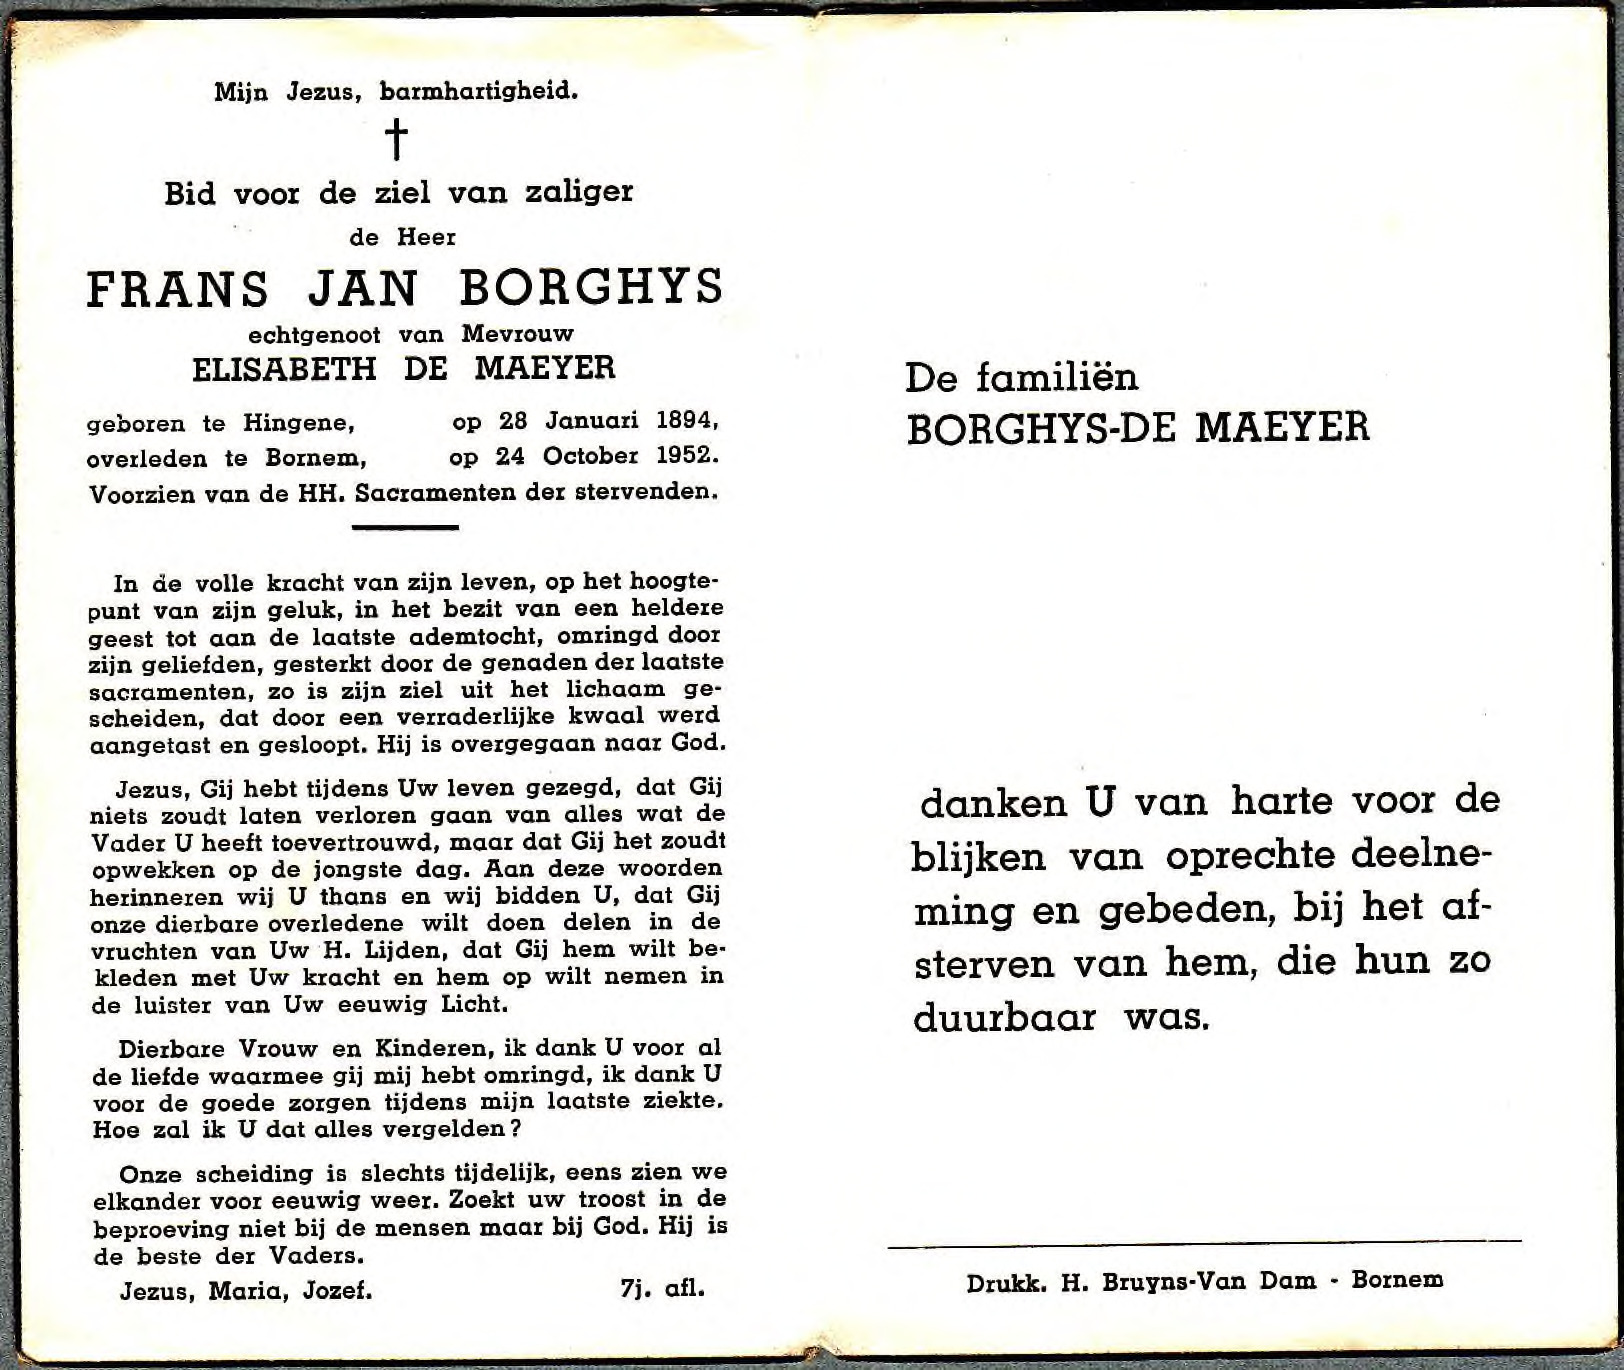 Mijn Jezus, barmhartigheid.
†
Bid voor de ziel van zaliger
de Heer
FRANS JAN BORGHYS
echtgenoot van Mevrouw
ELISABETH DE MAEYER
geboren te Hingene, op 28 Januari 1894,
overleden te Bornem, op 24 October 1952.
Voorzien van de HH. Sacramenten der stervenden.
In de volle kracht van zijn leven, op het hoogte-
punt van zijn geluk, in het bezit van een heldere
geest tot aan de laatste ademtocht, omringd door
zijn geliefden, gesterkt door de genaden der laatste
sacramenten, zo is zijn ziel uit het lichaam ge-
scheiden, dat door een verraderlijke kwaal werd
aangetast en gesloopt. Hij is overgegaan naar God.
Jezus, Gij hebt tijdens Uw leven gezegd, dat Gij
niets zoudt laten verloren gaan van alles wat de
Vader U heeft toevertrouwd, maar dat Gij het zoudt
opwekken op de jongste dag. Aan deze woorden
herinneren wij U thans en wij bidden U, dat Gij
onze dierbare overledene wilt doen delen in de
vruchten van Uw H. Lijden, dat Gij hem wilt be-
kleden met Uw kracht en hem op wilt nemen in
de luister van Uw eeuwig Licht.
Dierbare Vrouw en Kinderen, ik dank U voor al
de liefde waarmee gij mij hebt omringd, ik dank U
voor de goede zorgen tijdens mijn laatste ziekte.
Hoe zal ik U dat alles vergelden?
Onze scheiding is slechts tijdelijk, eens zien we
elkander voor eeuwig weer. Zoekt uw troost in de
beproeving niet bij de mensen maar bij God. Hij is
de beste der Vaders.
Jezus, Maria, Jozef. 7j. afl.
De familiën
BORGHYS-DE MAEYER
danken U van harte voor de
blijken van oprechte deelne-
ming en gebeden, bij het af-
sterven van hem, die hun zo
duurbaar was.
Drukk. H. Bruyns-Van Dam - Bornem